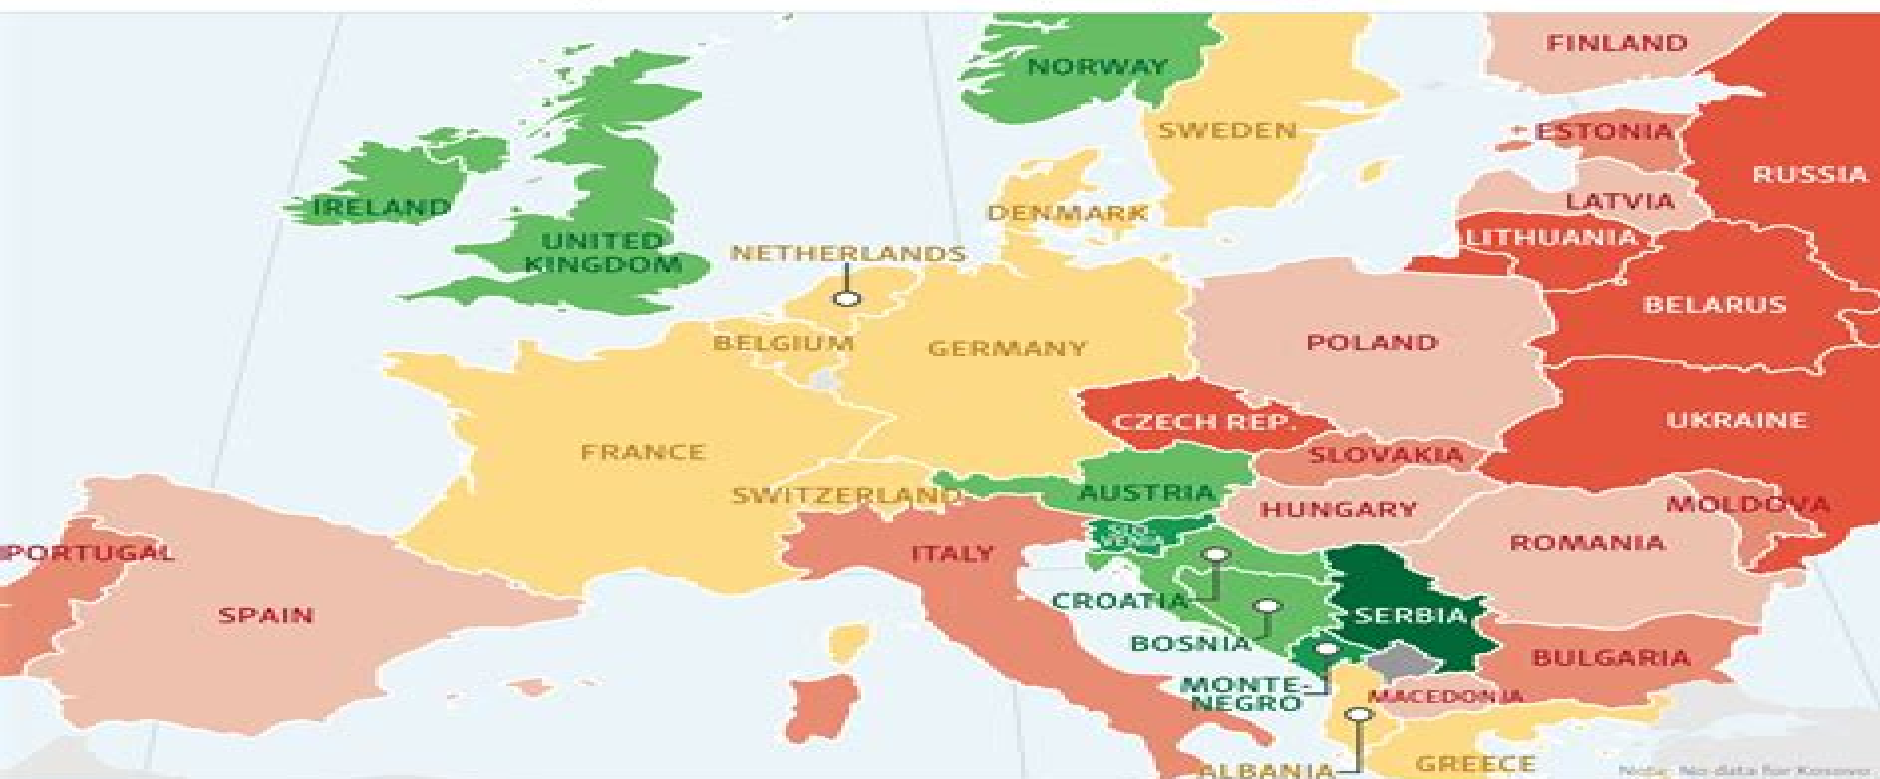 FINLAND
NORWAY
SWEDEN
ESTONIA
RUSSIA
LATVIA
IRELAND
DENMARK
UNITED
KINGDOM
LITHUANIA
NETHERLANDS
BELARUS
BELGIUM
GERMANY
POLAND
CZECH REP.
UKRAINE
FRANCE
SLOVAKIA
SWITZERLAND
AUSTRIA
HUNGARY
MOLDOVA
PORTUGAL
ITALY
ROMANIA
CROATIA
SPAIN
SERBIA
BOSNIA
BULGARIA
MONTE-
NEGRO
MACEDONIA
ALBANIA
GREECE
Note: No data for Kosovo